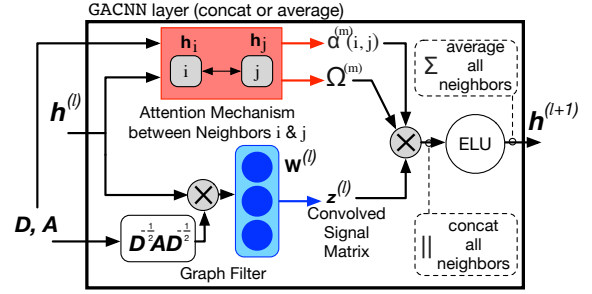 GACNN layer (concat or average)
h_i h_j
i j
α^(m)(i, j)
Ω^(m)
Attention Mechanism
between Neighbors i & j
h^(l)
D, A
D^-1/2 A D^-1/2
Graph Filter
W^(l)
z^(l)
Convolved
Signal
Matrix
ELU
h^(l+1)
Σ
average
all
neighbors
||
concat
all
neighbors